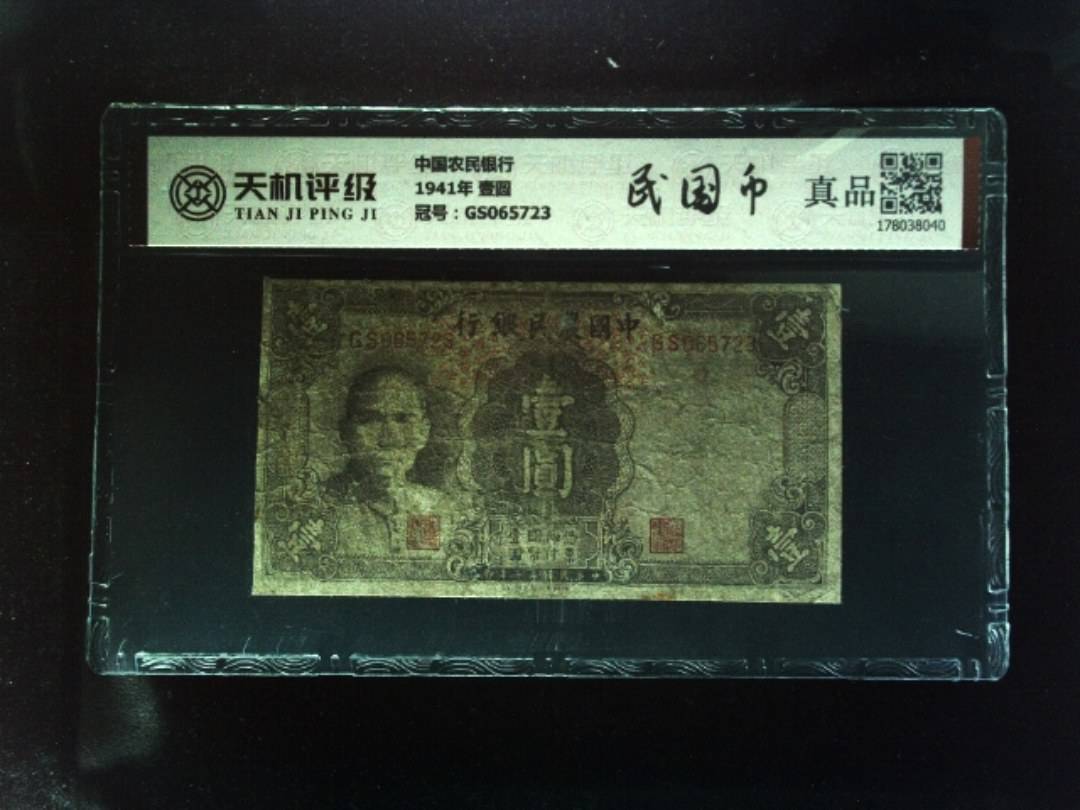 天机评级
TIAN JI PING JI
中国农民银行
1941年 壹圆
冠号：GS065723
民国币
真品
178038040
行銀民農國中
GS065723
GS065723
壹
圓
壹
壹
壹
壹